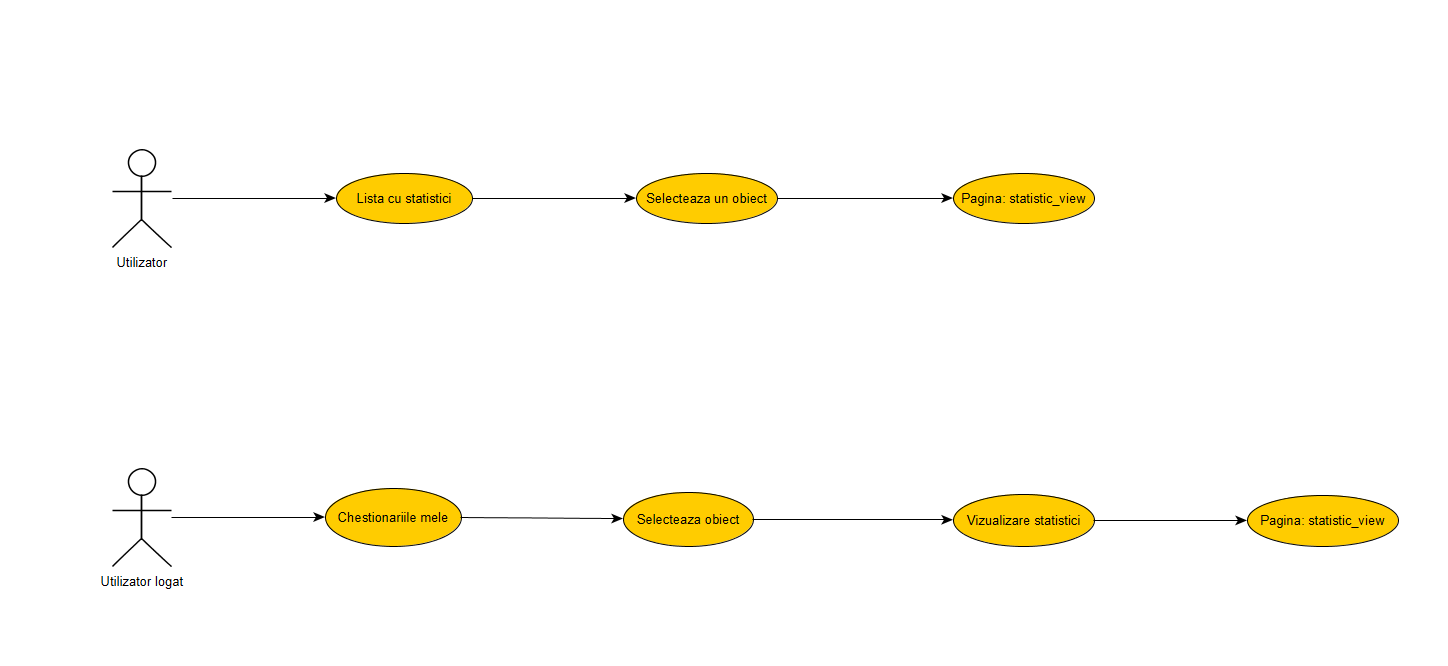 Lista cu statistici
Selecteaza un obiect
Pagina: statistic_view
Utilizator
Chestionariile mele
Selecteaza obiect
Vizualizare statistici
Pagina: statistic_view
Utilizator logat